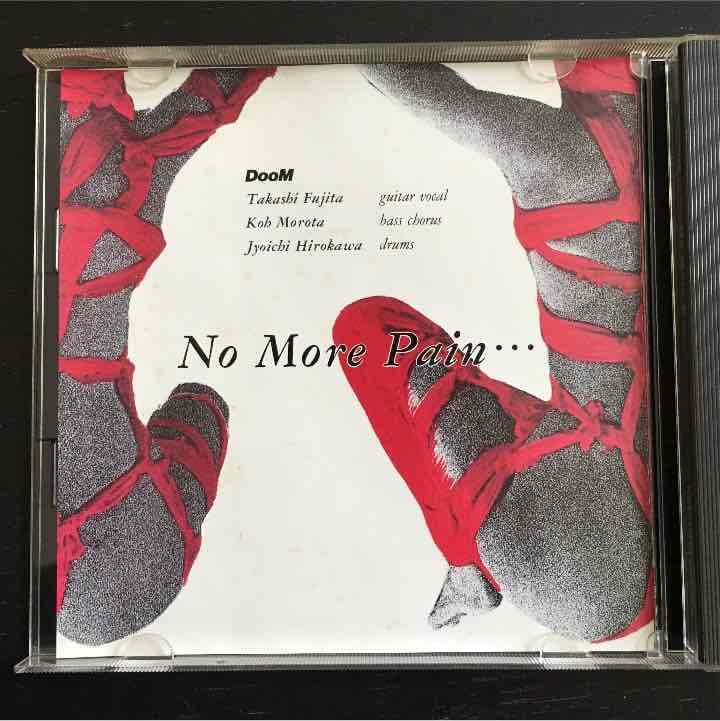 DooM
Takashi Fujita guitar vocal
Koh Morota bass chorus
Jyoichi Hirokawa drums
No More Pain…